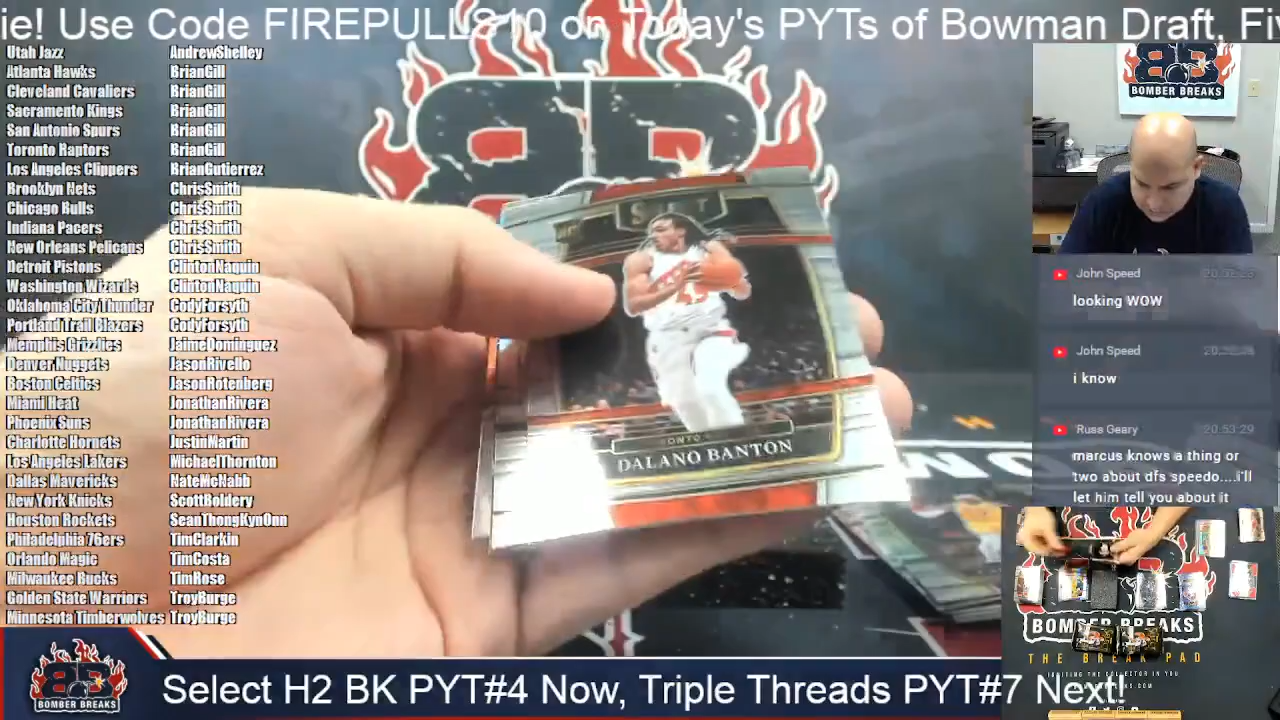 ie! Use Code FIREPULLS10 on Today's PYTs of Bowman Draft, Fi
Utah Jazz AndrewShelley
Atlanta Hawks BrianGill
Cleveland Cavaliers BrianGill
Sacramento Kings BrianGill
San Antonio Spurs BrianGill
Toronto Raptors BrianGill
Los Angeles Clippers BrianGutierrez
Brooklyn Nets ChrisSmith
Chicago Bulls ChrisSmith
Indiana Pacers ChrisSmith
New Orleans Pelicans ChrisSmith
Detroit Pistons ClintonNaquin
Washington Wizards ClintonNaquin
Oklahoma City Thunder CodyForsyth
Portland Trail Blazers CodyForsyth
Memphis Grizzlies JaimeDominguez
Denver Nuggets JasonRivello
Boston Celtics JasonRotenberg
Miami Heat JonathanRivera
Phoenix Suns JonathanRivera
Charlotte Hornets JustinMartin
Los Angeles Lakers MichaelThornton
Dallas Mavericks NateMcNabb
New York Knicks ScottBoldery
Houston Rockets SeanThongKynOnn
Philadelphia 76ers TimClarkin
Orlando Magic TimCosta
Milwaukee Bucks TimRose
Golden State Warriors TroyBurge
Minnesota Timberwolves TroyBurge
DALANO BANTON
BOMBER BREAKS
John Speed
looking WOW
John Speed
i know
Russ Geary 20:53:29
marcus knows a thing or
two about dfs speedo....i'll
let him tell you about it
BOMBER BREAKS
THE BREAK PAD
BOMBER BREAKS
Select H2 BK PYT#4 Now, Triple Threads PYT#7 Next!